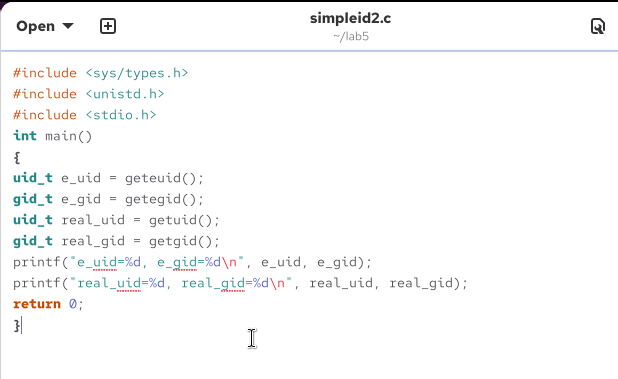 Open
simpleid2.c
~/lab5
#include <sys/types.h>
#include <unistd.h>
#include <stdio.h>
int main()
{
uid_t e_uid = geteuid();
gid_t e_gid = getegid();
uid_t real_uid = getuid();
gid_t real_gid = getgid();
printf("e_uid=%d, e_gid=%d\n", e_uid, e_gid);
printf("real_uid=%d, real_gid=%d\n", real_uid, real_gid);
return 0;
}